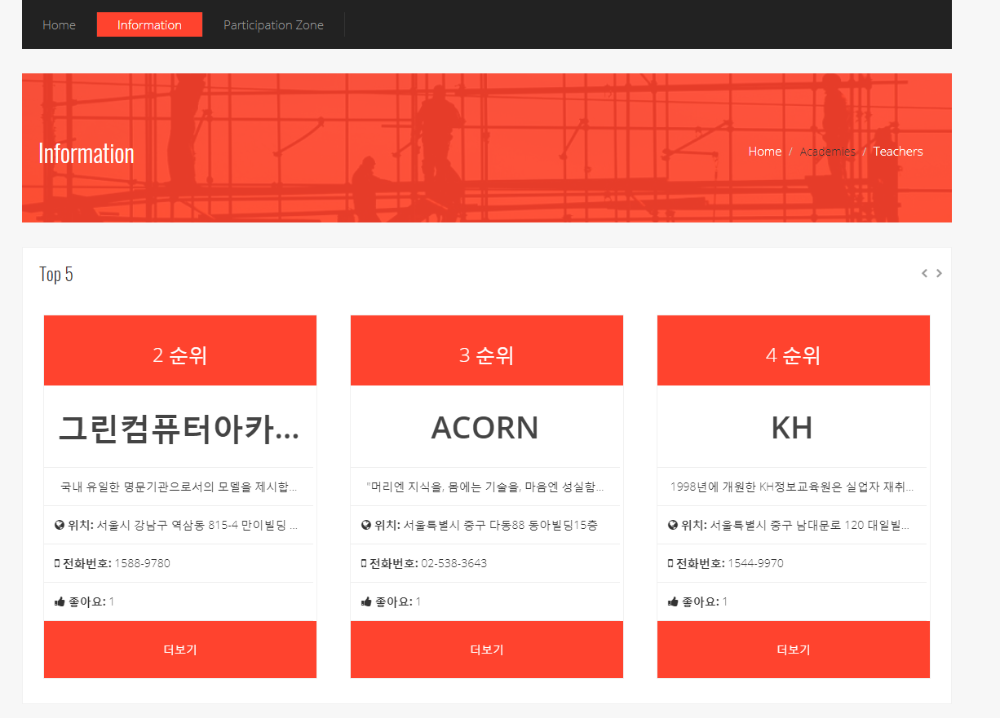 Home Information Participation Zone
Information
Home / Academies / Teachers
Top 5
2 순위
그린컴퓨터아카...
국내 유일한 명문기관으로서의 모델을 제시합...
위치: 서울시 강남구 역삼동 815-4 만이빌딩 ...
전화번호: 1588-9780
좋아요: 1
더보기
3 순위
ACORN
"머리엔 지식을, 몸에는 기술을, 마음엔 성실함...
위치: 서울특별시 중구 다동88 동아빌딩15층
전화번호: 02-538-3643
좋아요: 1
더보기
4 순위
KH
1998년에 개원한 KH정보교육원은 실업자 재취...
위치: 서울특별시 중구 남대문로 120 대일빌...
전화번호: 1544-9970
좋아요: 1
더보기